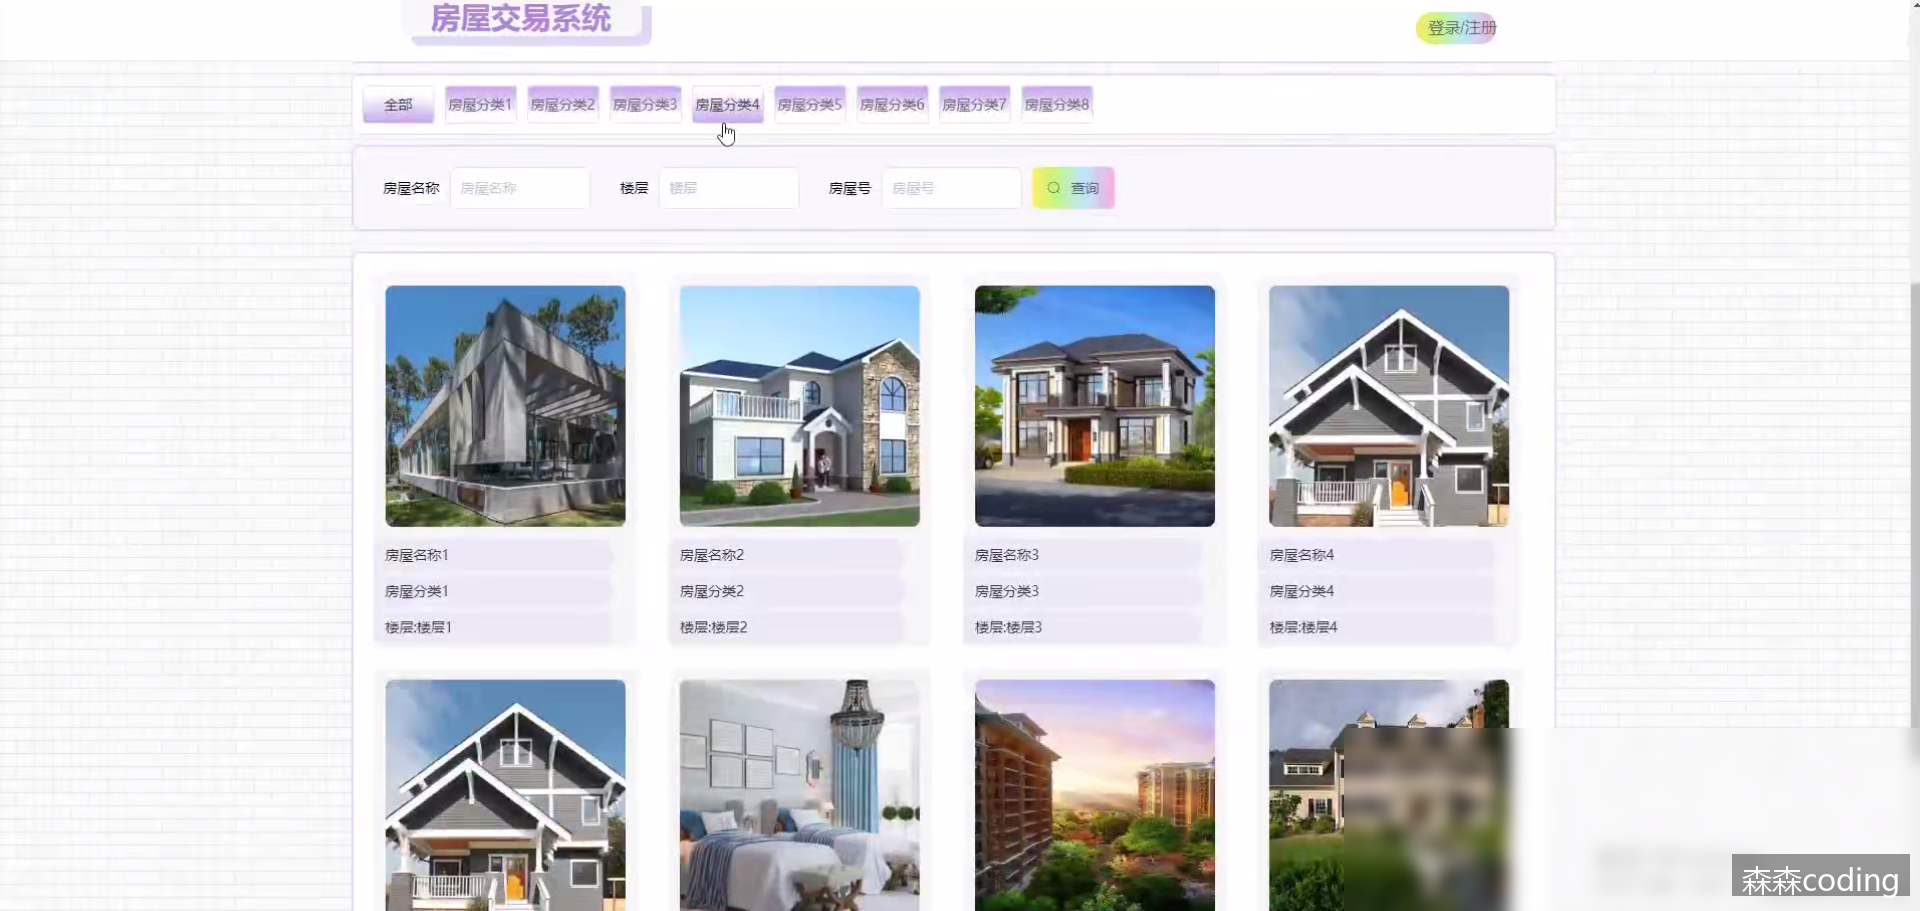 房屋交易系统
登录/注册
全部 房屋分类1 房屋分类2 房屋分类3 房屋分类4 房屋分类5 房屋分类6 房屋分类7 房屋分类8
房屋名称 房屋名称 楼层 楼层 房屋号 房屋号 查询
房屋名称1 房屋名称2 房屋名称3 房屋名称4
房屋分类1 房屋分类2 房屋分类3 房屋分类4
楼层:楼层1 楼层:楼层2 楼层:楼层3 楼层:楼层4
森森coding